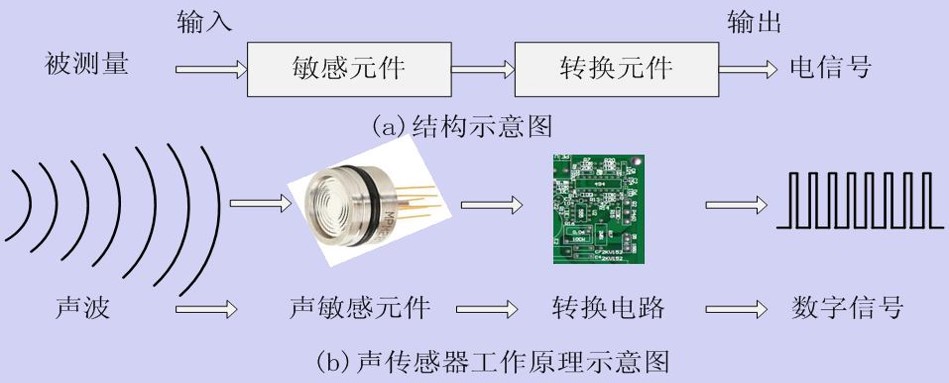 输入
输出
被测量
敏感元件
转换元件
电信号
(a)结构示意图
声波
声敏感元件
转换电路
数字信号
(b)声传感器工作原理示意图